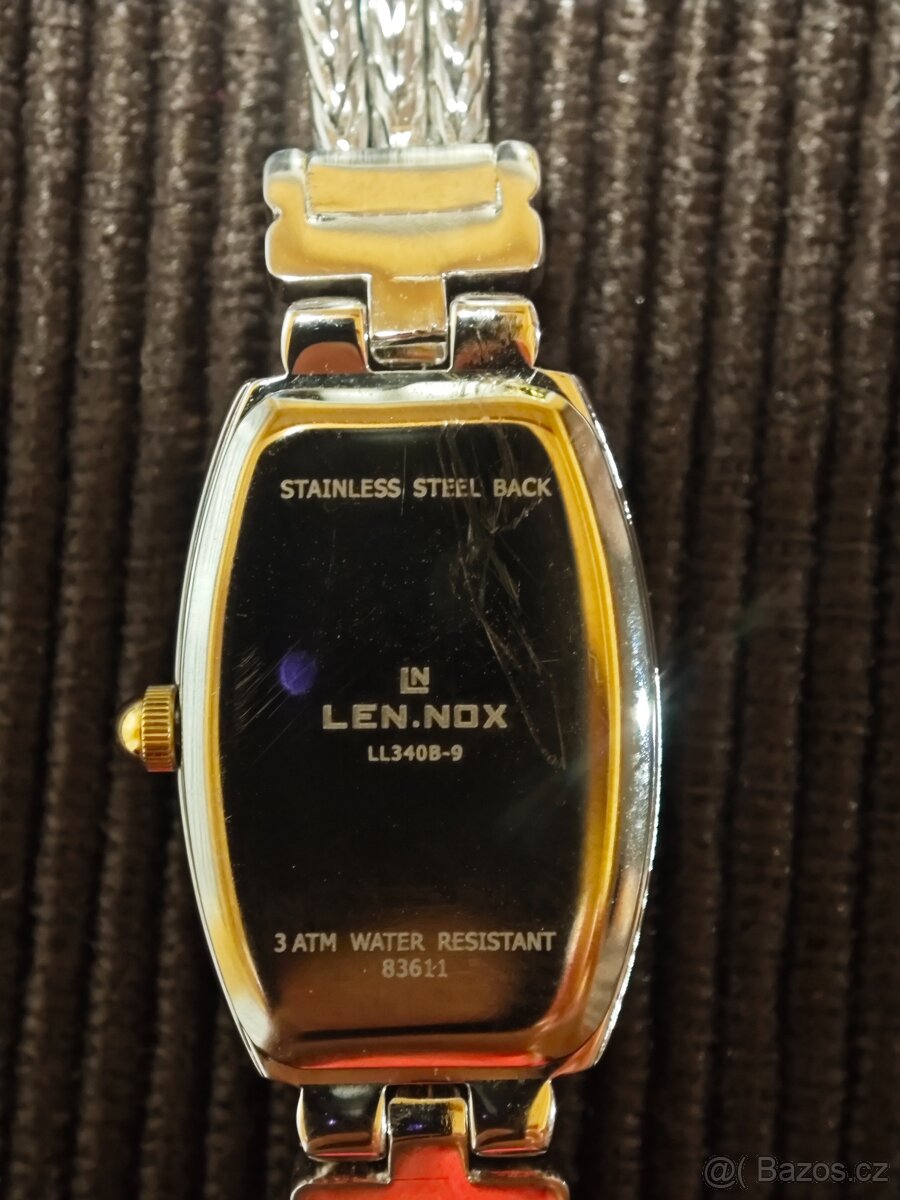 STAINLESS STEEL BACK
LN
LEN.NOX
LL340B-9
3 ATM WATER RESISTANT
83611
@( Bazos.cz